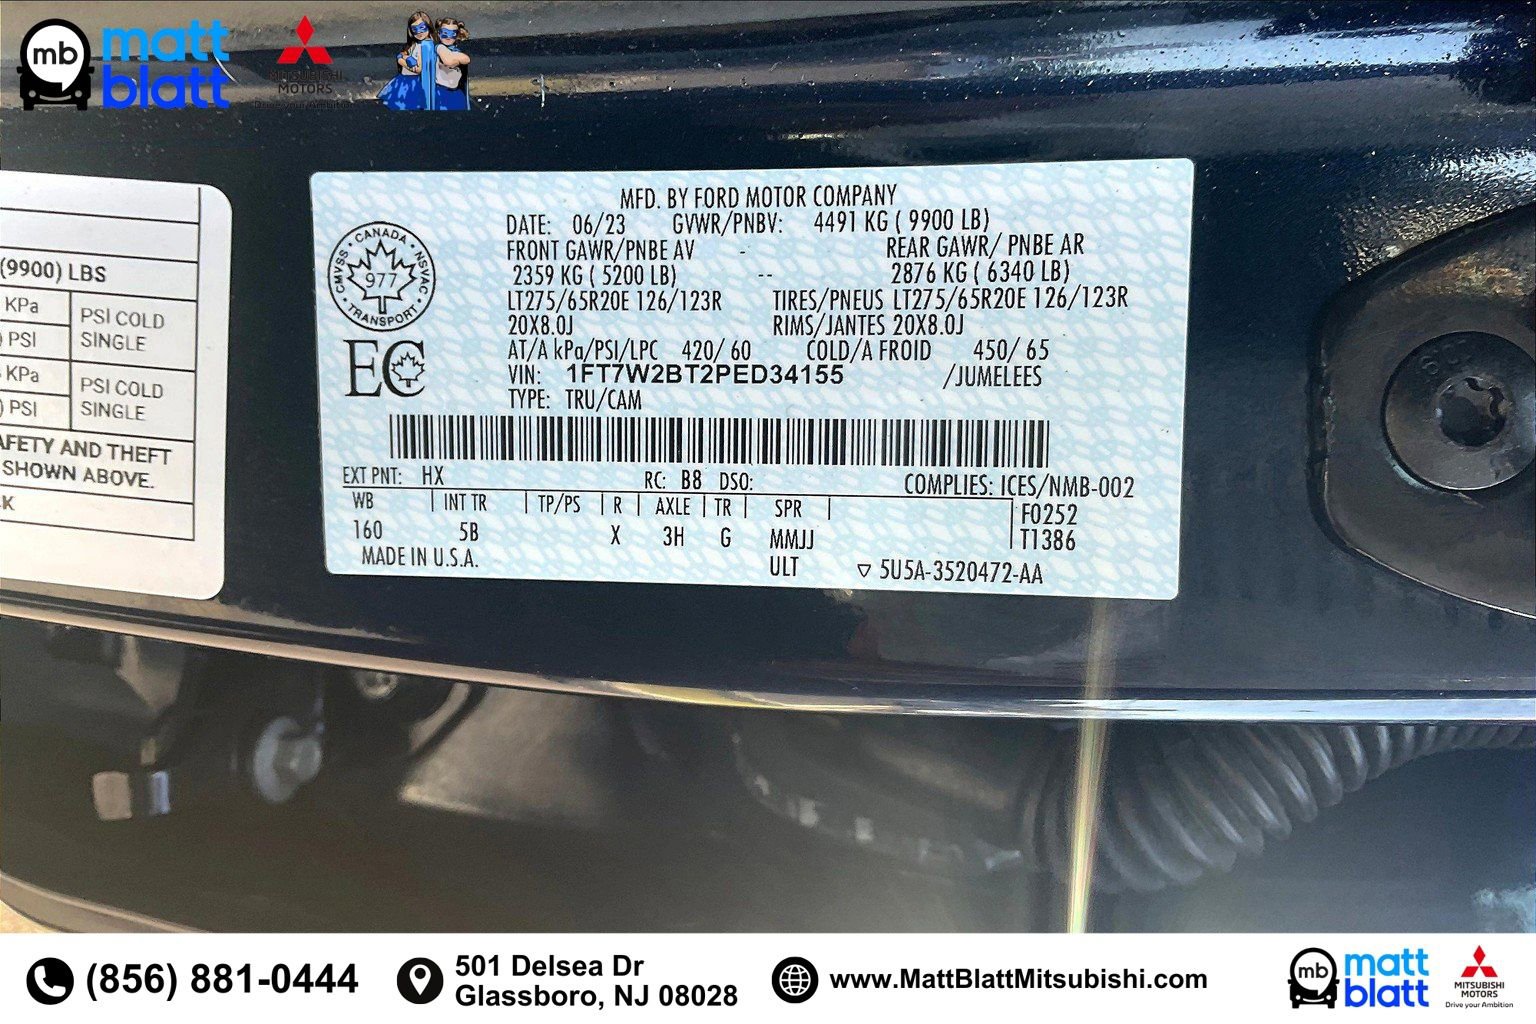 mb
matt
blatt
MITSUBISHI
MOTORS
Drive your Ambition
(9900) LBS
KPa
PSI COLD
PSI
SINGLE
KPa
PSI COLD
PSI
SINGLE
AFETY AND THEFT
SHOWN ABOVE.
MFD. BY FORD MOTOR COMPANY
DATE: 06/23 GVWR/PNBV: 4491 KG ( 9900 LB)
FRONT GAWR/PNBE AV - REAR GAWR/ PNBE AR
2359 KG ( 5200 LB) -- 2876 KG ( 6340 LB)
LT275/65R20E 126/123R TIRES/PNEUS LT275/65R20E 126/123R
20X8.0J RIMS/JANTES 20X8.0J
AT/A kPa/PSI/LPC 420/ 60 COLD/A FROID 450/ 65
VIN: 1FT7W2BT2PED34155 /JUMELEES
TYPE: TRU/CAM
CANADA
CMVSS · NSVAC
977
TRANSPORT
EC
EXT PNT: HX RC: B8 DSO: COMPLIES: ICES/NMB-002
WB | INT TR | TP/PS | R | AXLE | TR | SPR | F0252
160 5B X 3H G MMJJ T1386
MADE IN U.S.A. ULT ▽ 5U5A-3520472-AA
(856) 881-0444
501 Delsea Dr
Glassboro, NJ 08028
www.MattBlattMitsubishi.com
mb
matt
blatt
MITSUBISHI
MOTORS
Drive your Ambition